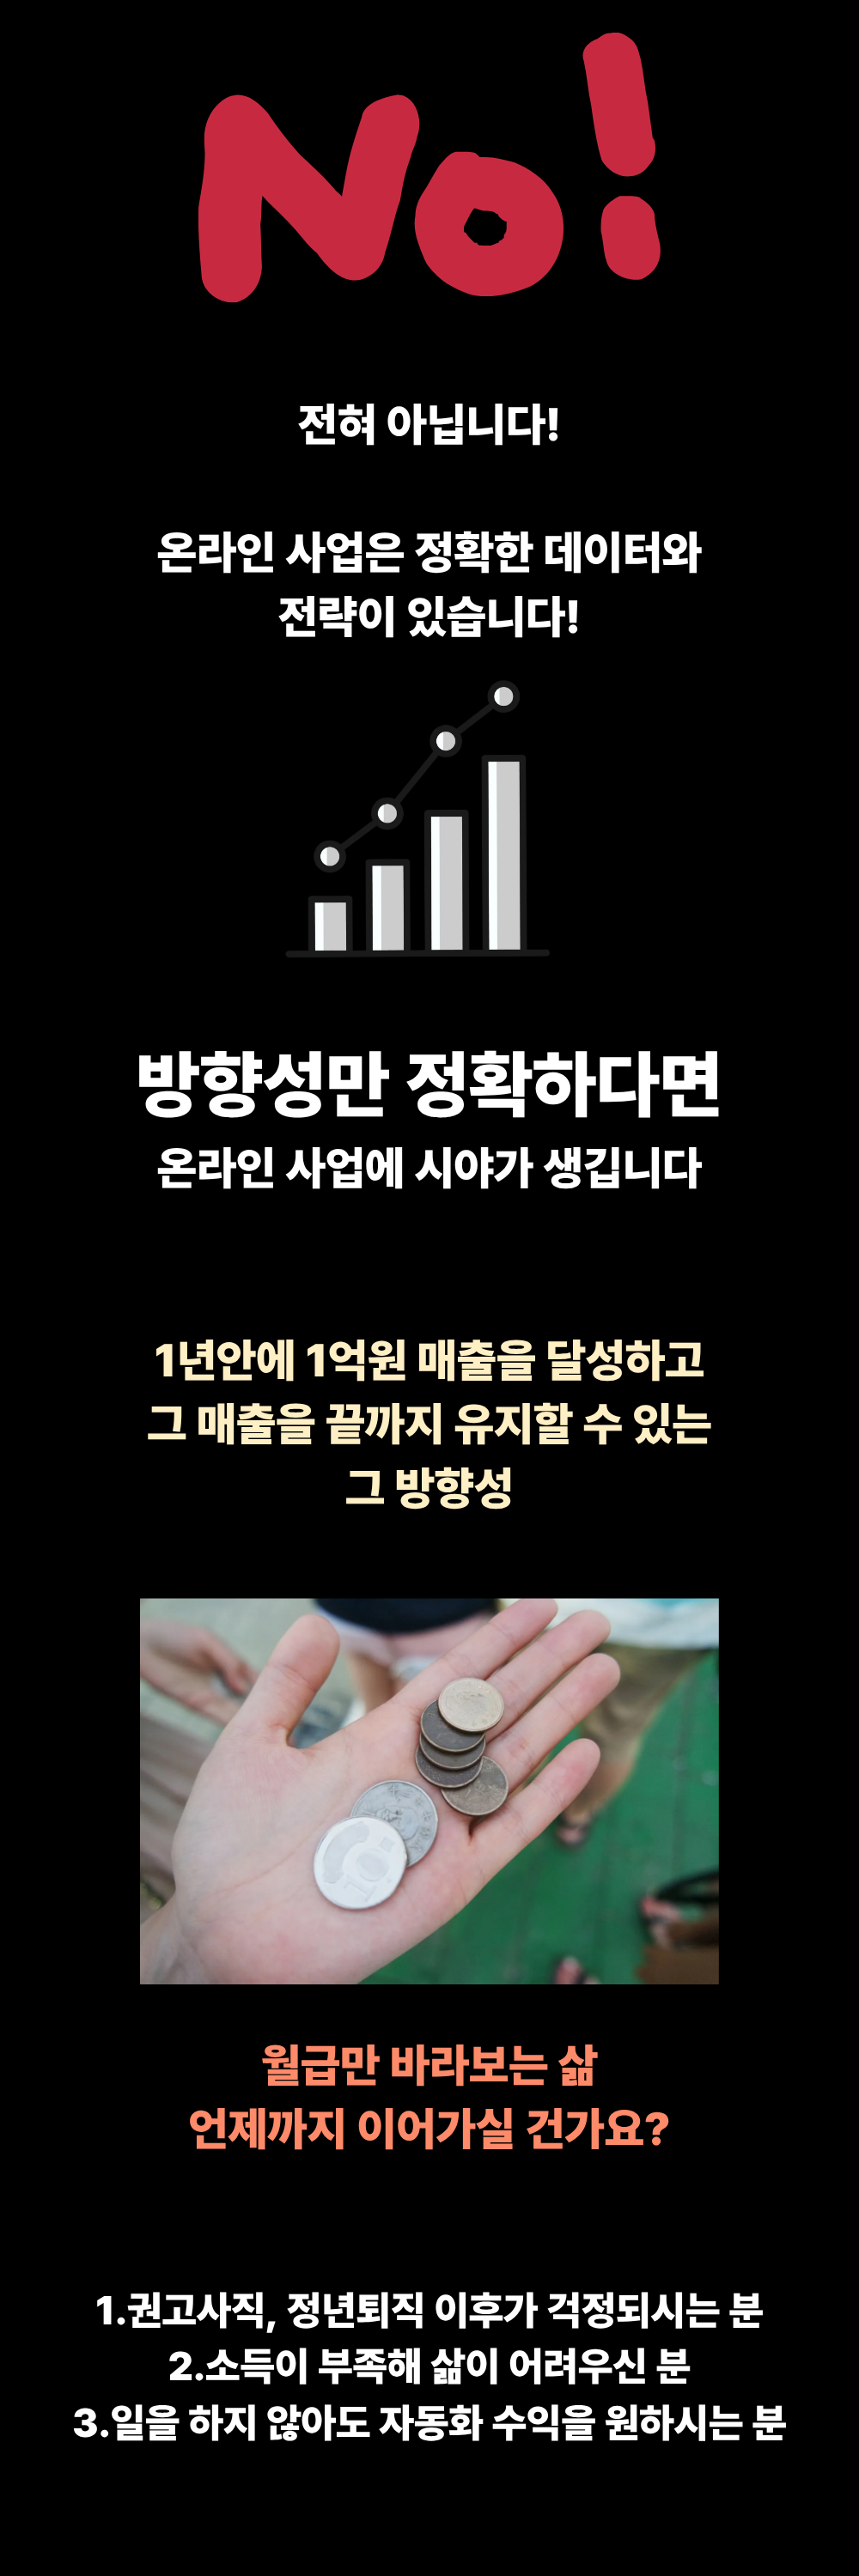 No!
전혀 아닙니다!
온라인 사업은 정확한 데이터와
전략이 있습니다!
방향성만 정확하다면
온라인 사업에 시야가 생깁니다
1년안에 1억원 매출을 달성하고
그 매출을 끝까지 유지할 수 있는
그 방향성
10
월급만 바라보는 삶
언제까지 이어가실 건가요?
1.권고사직, 정년퇴직 이후가 걱정되시는 분
2.소득이 부족해 삶이 어려우신 분
3.일을 하지 않아도 자동화 수익을 원하시는 분